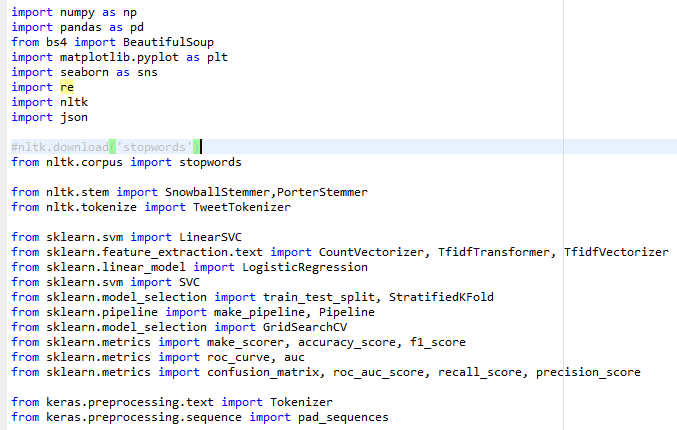 import numpy as np
import pandas as pd
from bs4 import BeautifulSoup
import matplotlib.pyplot as plt
import seaborn as sns
import re
import nltk
import json
#nltk.download('stopwords')
from nltk.corpus import stopwords
from nltk.stem import SnowballStemmer,PorterStemmer
from nltk.tokenize import TweetTokenizer
from sklearn.svm import LinearSVC
from sklearn.feature_extraction.text import CountVectorizer, TfidfTransformer, TfidfVectorizer
from sklearn.linear_model import LogisticRegression
from sklearn.svm import SVC
from sklearn.model_selection import train_test_split, StratifiedKFold
from sklearn.pipeline import make_pipeline, Pipeline
from sklearn.model_selection import GridSearchCV
from sklearn.metrics import make_scorer, accuracy_score, f1_score
from sklearn.metrics import roc_curve, auc
from sklearn.metrics import confusion_matrix, roc_auc_score, recall_score, precision_score
from keras.preprocessing.text import Tokenizer
from keras.preprocessing.sequence import pad_sequences